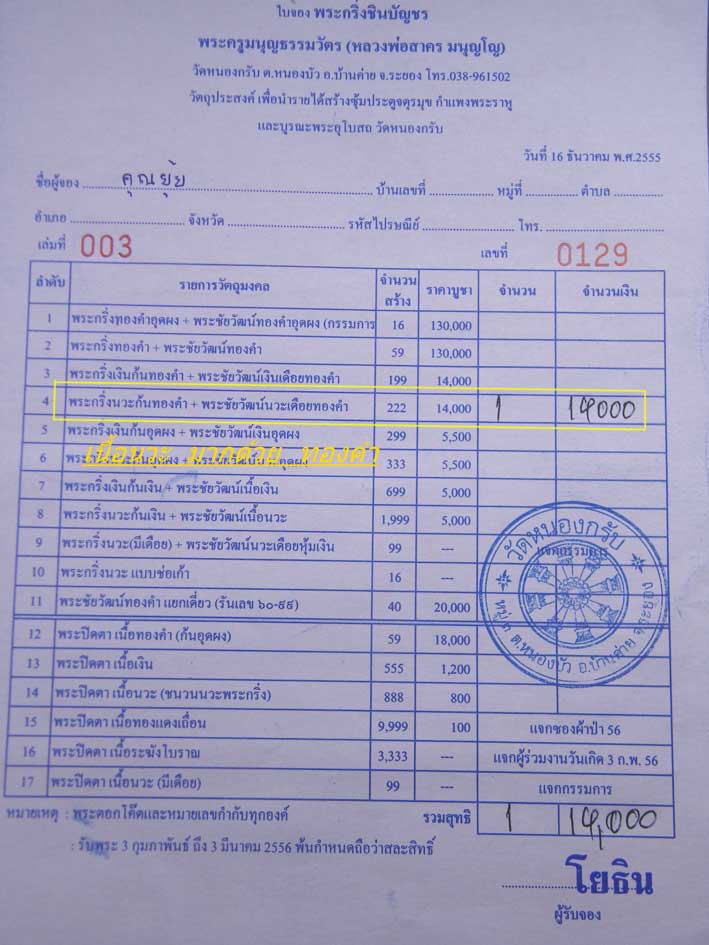 ใบจอง พระกริ่งชินบัญชร
พระครูมนุญธรรมวัตร (หลวงพ่อสาคร มนุญโญ)
วัดหนองกรับ ต.หนองบัว อ.บ้านค่าย จ.ระยอง โทร.038-961502
วัตถุประสงค์ เพื่อนำรายได้สร้างซุ้มประตูจตุรมุข กำแพงพระราหู
และบูรณะพระอุโบสถ วัดหนองกรับ
วันที่ 16 ธันวาคม พ.ศ.2555
ชื่อผู้จอง คุณยุ้ย บ้านเลขที่ หมู่ที่ ตำบล
อำเภอ จังหวัด รหัสไปรษณีย์ โทร.
เล่มที่ 003 เลขที่ 0129
ลำดับ รายการวัตถุมงคล จำนวนสร้าง ราคาบูชา จำนวน จำนวนเงิน
1 พระกริ่งทองคำอุดผง + พระชัยวัฒน์ทองคำอุดผง (กรรมการ 16 130,000
2 พระกริ่งทองคำ + พระชัยวัฒน์ทองคำ 59 130,000
3 พระกริ่งเงินก้นทองคำ + พระชัยวัฒน์เงินเดือยทองคำ 199 14,000
4 พระกริ่งนวะก้นทองคำ + พระชัยวัฒน์นวะเดือยทองคำ 222 14,000 1 14000
5 พระกริ่งเงินก้นอุดผง + พระชัยวัฒน์เงินอุดผง 299 5,500
เนื้อนวะ มากด้วย ทองคำ
6 333 5,500
7 พระกริ่งเงินก้นเงิน + พระชัยวัฒน์เนื้อเงิน 699 5,000
8 พระกริ่งนวะก้นเงิน + พระชัยวัฒน์เนื้อนวะ 1,999 5,000
9 พระกริ่งนวะ(มีเดือย) + พระชัยวัฒน์นวะเดือยหุ้มเงิน 99 --- แจกกรรมการ
10 พระกริ่งนวะ แบบช่อเก้า 16 ---
11 พระชัยวัฒน์ทองคำ แยกเดี่ยว (รันเลข ๖๐-๙๙) 40 20,000
วัดหนองกรับ
ต.หนองบัว อ.บ้านค่าย จ.ระยอง
12 พระปิดตา เนื้อทองคำ (ก้นอุดผง) 59 18,000
13 พระปิดตา เนื้อเงิน 555 1,200
14 พระปิดตา เนื้อนวะ (ชนวนนวะพระกริ่ง) 888 800
15 พระปิดตา เนื้อทองแดงเถื่อน 9,999 100 แจกซองผ้าป่า 56
16 พระปิดตา เนื้อระฆังโบราณ 3,333 --- แจกผู้ร่วมงานวันเกิด 3 ก.พ. 56
17 พระปิดตา เนื้อนวะ (มีเดือย) 99 --- แจกกรรมการ
หมายเหตุ : พระตอกโค๊ตและหมายเลขกำกับทุกองค์ รวมสุทธิ 1 14,000
: รับพระ 3 กุมภาพันธ์ ถึง 3 มีนาคม 2556 พ้นกำหนดถือว่าสละสิทธิ์
โยธิน
ผู้รับจอง